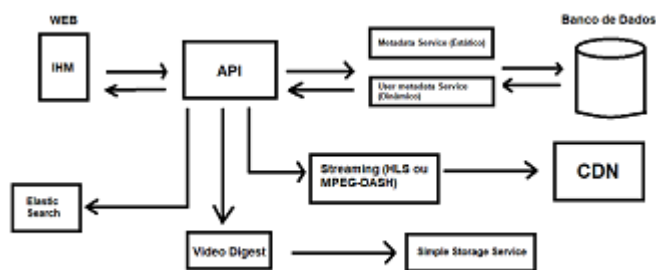 WEB
Banco de Dados
IHM
API
Metadata Service (Estático)
User metadata Service
(Dinâmico)
Streaming (HLS ou
MPEG-DASH)
CDN
Elastic
Search
Video Digest
Simple Storage Service